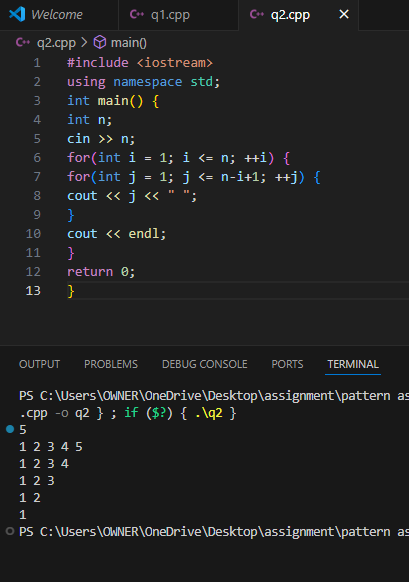 Welcome q1.cpp q2.cpp
q2.cpp > main()
1 #include <iostream>
2 using namespace std;
3 int main() {
4 int n;
5 cin >> n;
6 for(int i = 1; i <= n; ++i) {
7 for(int j = 1; j <= n-i+1; ++j) {
8 cout << j << " ";
9 }
10 cout << endl;
11 }
12 return 0;
13 }
OUTPUT PROBLEMS DEBUG CONSOLE PORTS TERMINAL
PS C:\Users\OWNER\OneDrive\Desktop\assignment\pattern as
.cpp -o q2 } ; if ($?) { .\q2 }
5
1 2 3 4 5
1 2 3 4
1 2 3
1 2
1
PS C:\Users\OWNER\OneDrive\Desktop\assignment\pattern as